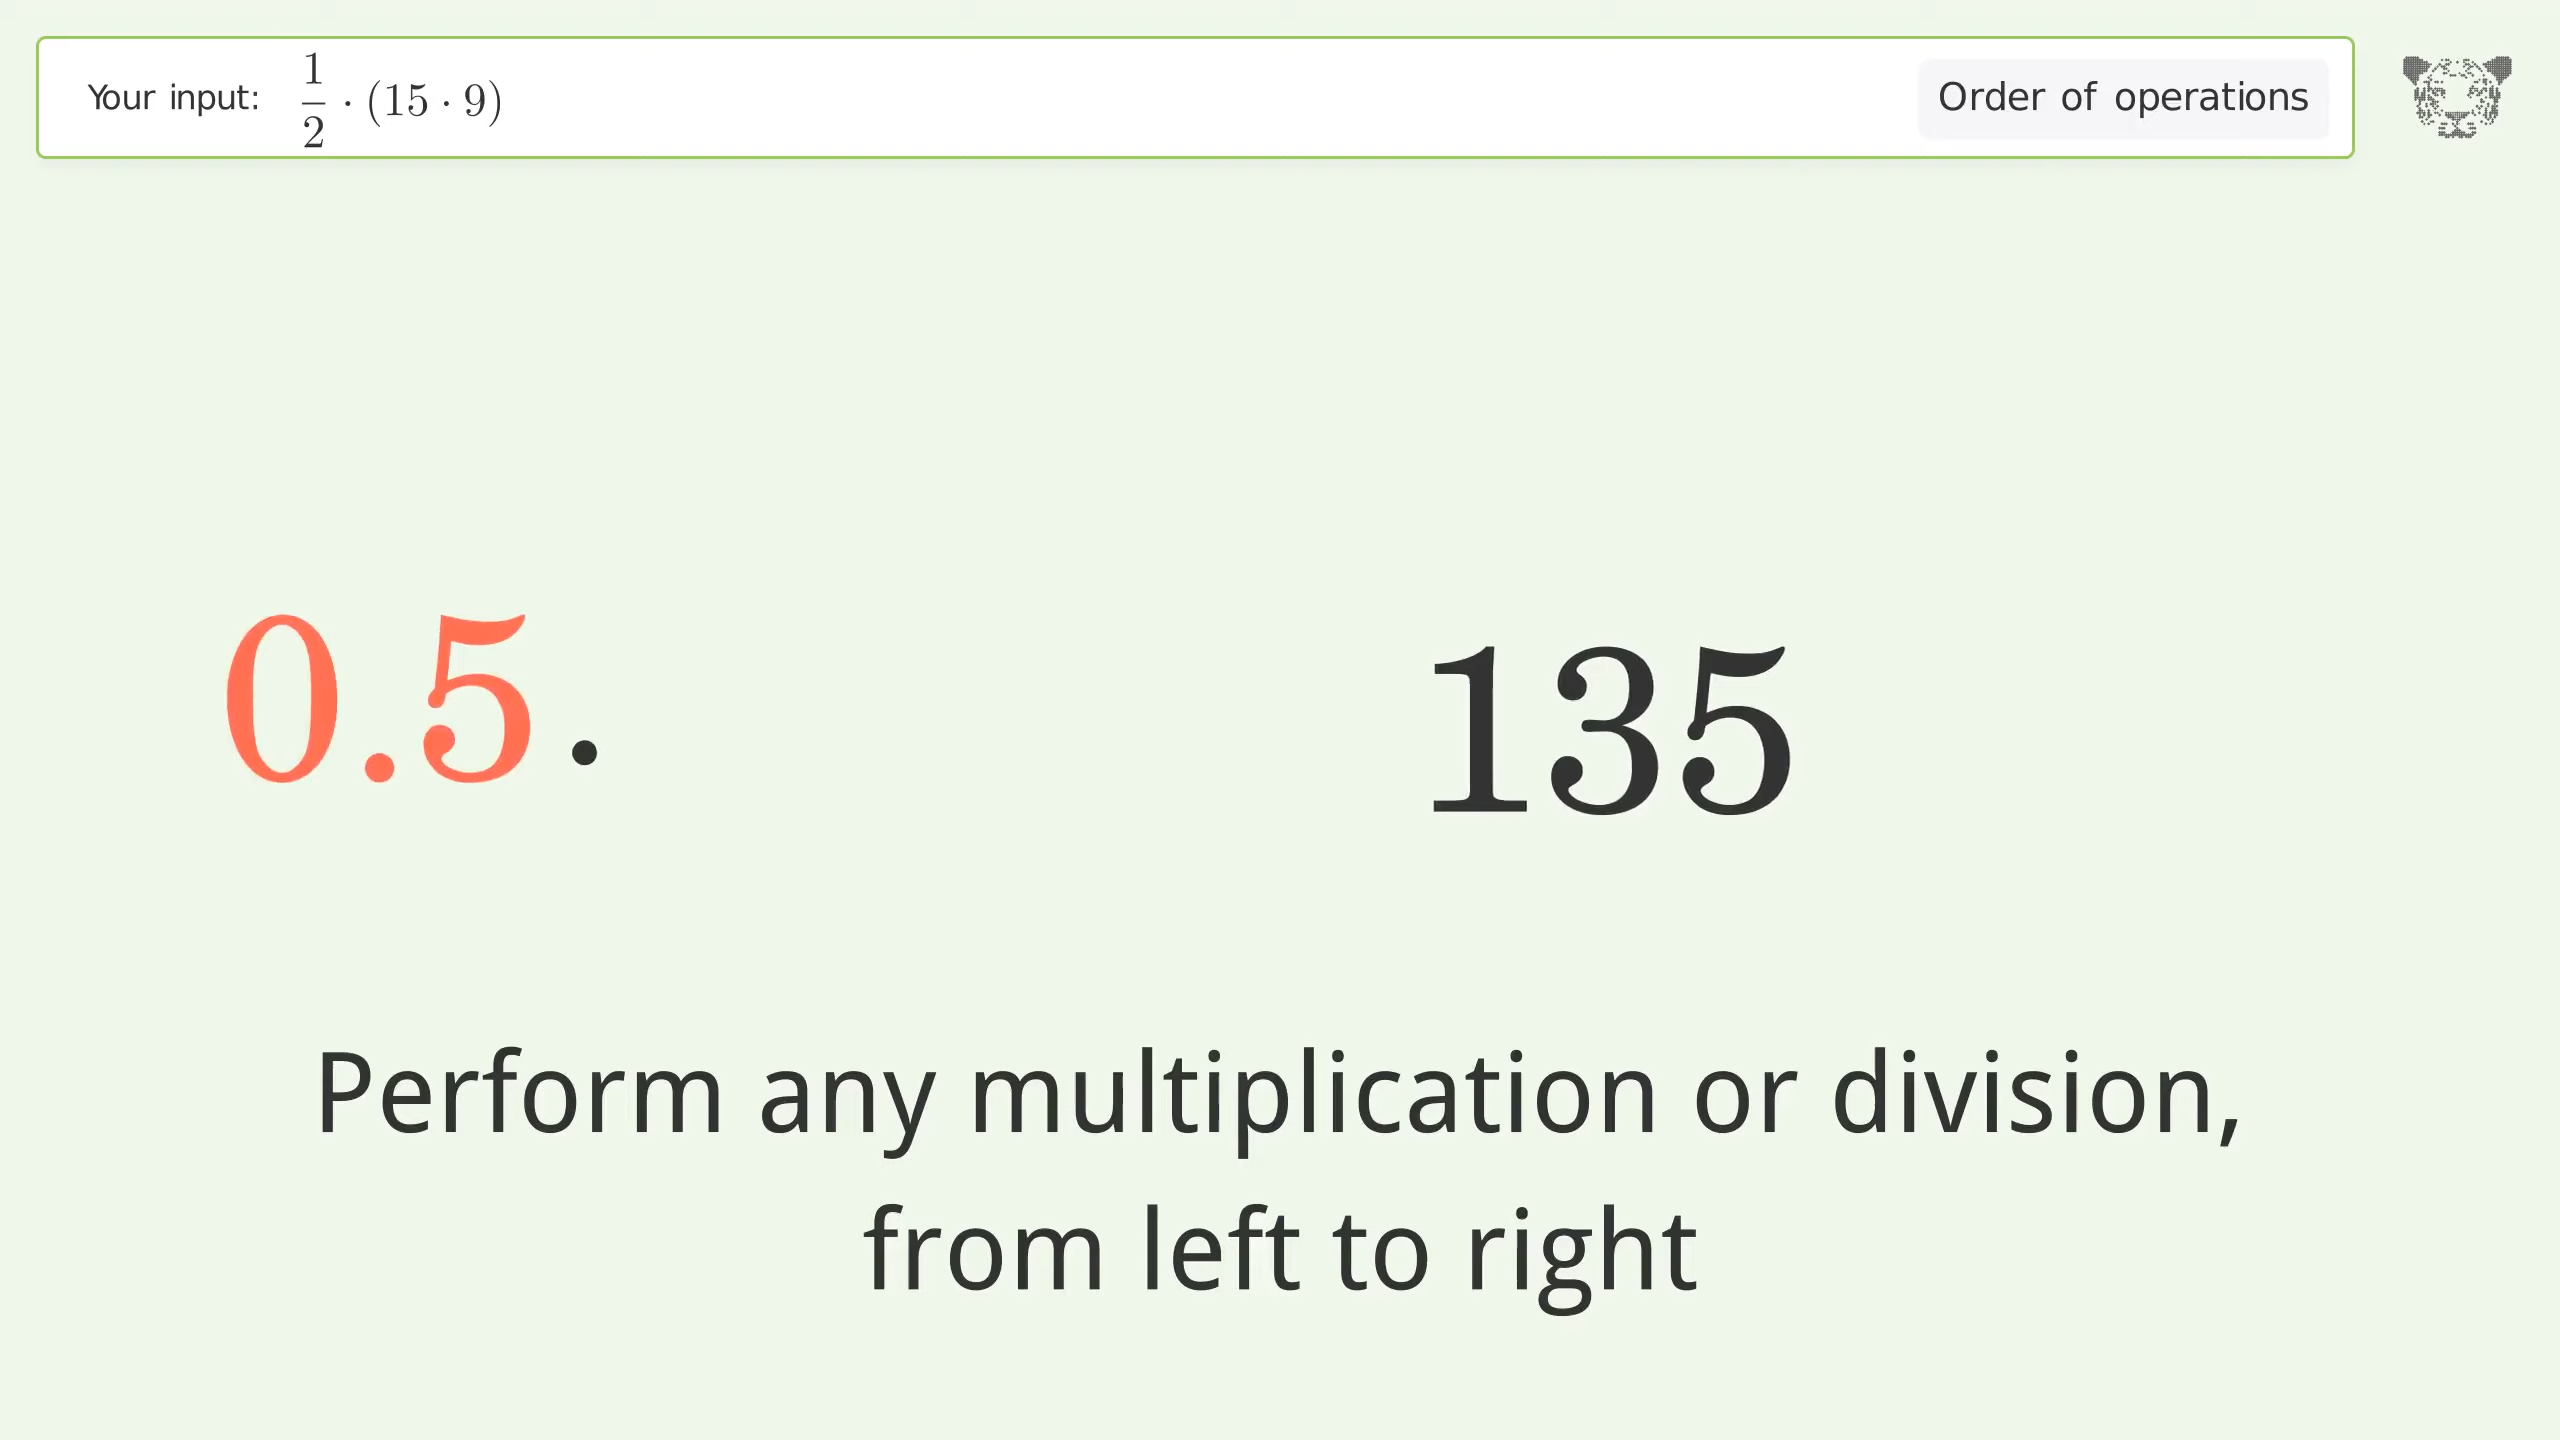 Your input: 1/2 · (15 · 9) Order of operations
0.5 · 135
Perform any multiplication or division,
from left to right